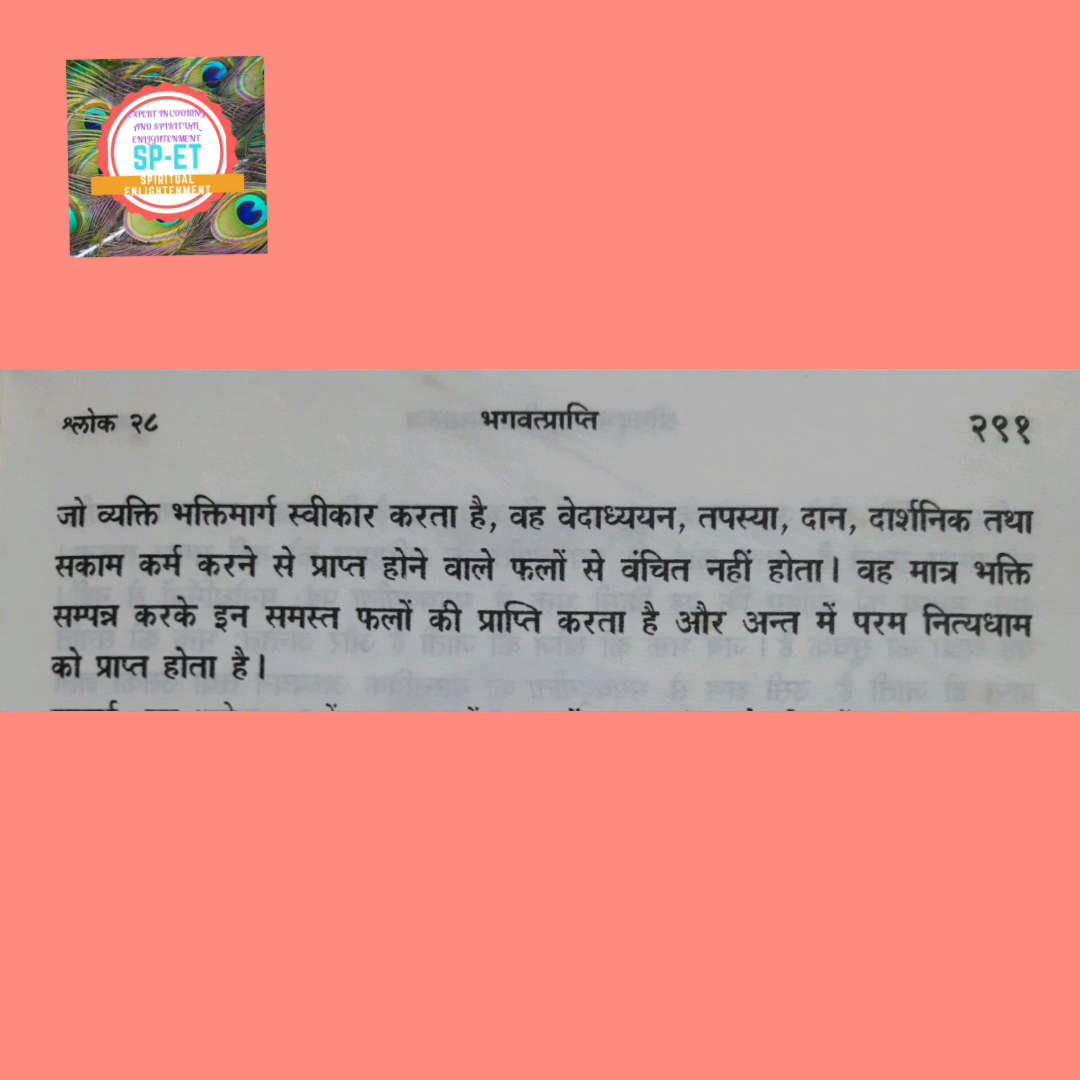 EXPERT IN COOKING
AND SPIRITUAL
ENLIGHTENMENT
SP-ET
SPIRITUAL
ENLIGHTENMENT
श्लोक २८ भगवत्प्राप्ति २९१
जो व्यक्ति भक्तिमार्ग स्वीकार करता है, वह वेदाध्ययन, तपस्या, दान, दार्शनिक तथा
सकाम कर्म करने से प्राप्त होने वाले फलों से वंचित नहीं होता। वह मात्र भक्ति
सम्पन्न करके इन समस्त फलों की प्राप्ति करता है और अन्त में परम नित्यधाम
को प्राप्त होता है।